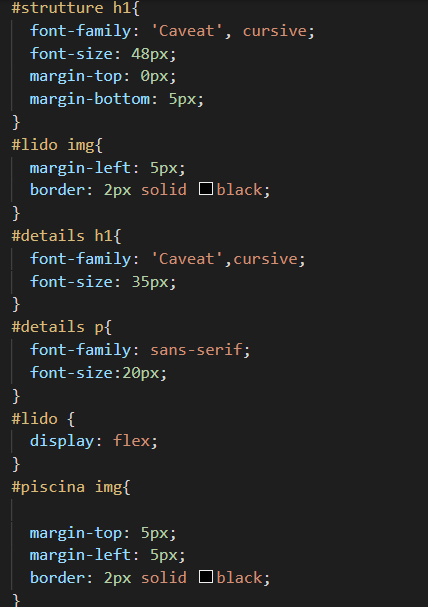 #strutture h1{
font-family: 'Caveat', cursive;
font-size: 48px;
margin-top: 0px;
margin-bottom: 5px;
}
#lido img{
margin-left: 5px;
border: 2px solid black;
}
#details h1{
font-family: 'Caveat',cursive;
font-size: 35px;
}
#details p{
font-family: sans-serif;
font-size:20px;
}
#lido {
display: flex;
}
#piscina img{
margin-top: 5px;
margin-left: 5px;
border: 2px solid black;
}